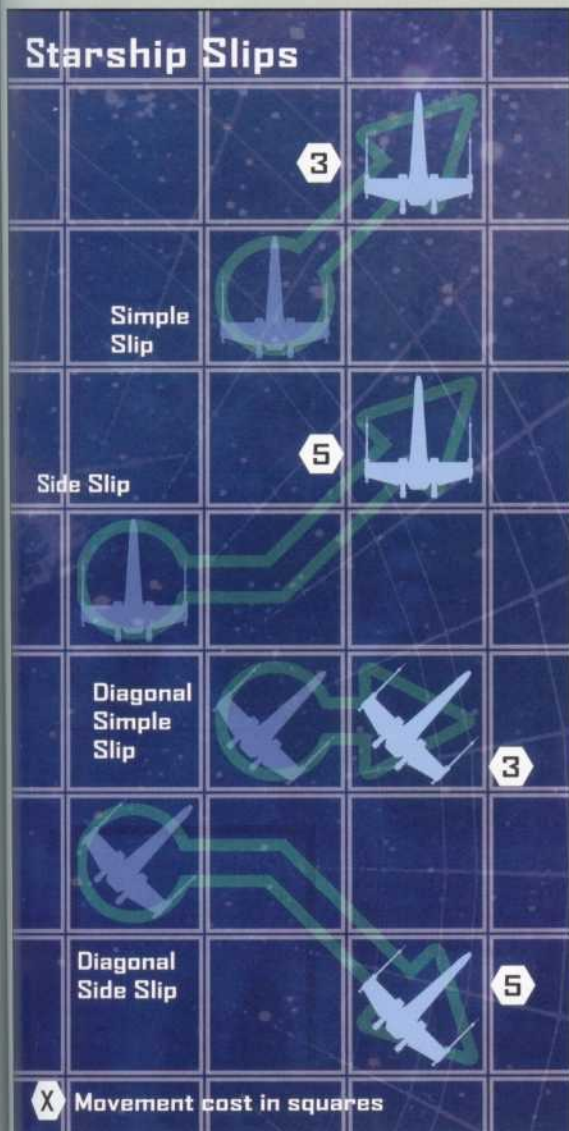 Starship Slips
3
Simple
Slip
5
Side Slip
Diagonal
Simple
Slip
3
Diagonal
Side Slip
5
X Movement cost in squares